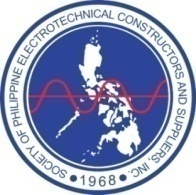 SOCIETY OF PHILIPPINE ELECTROTECHNICAL CONSTRUCTORS AND SUPPLIERS, INC.
• 1968 •